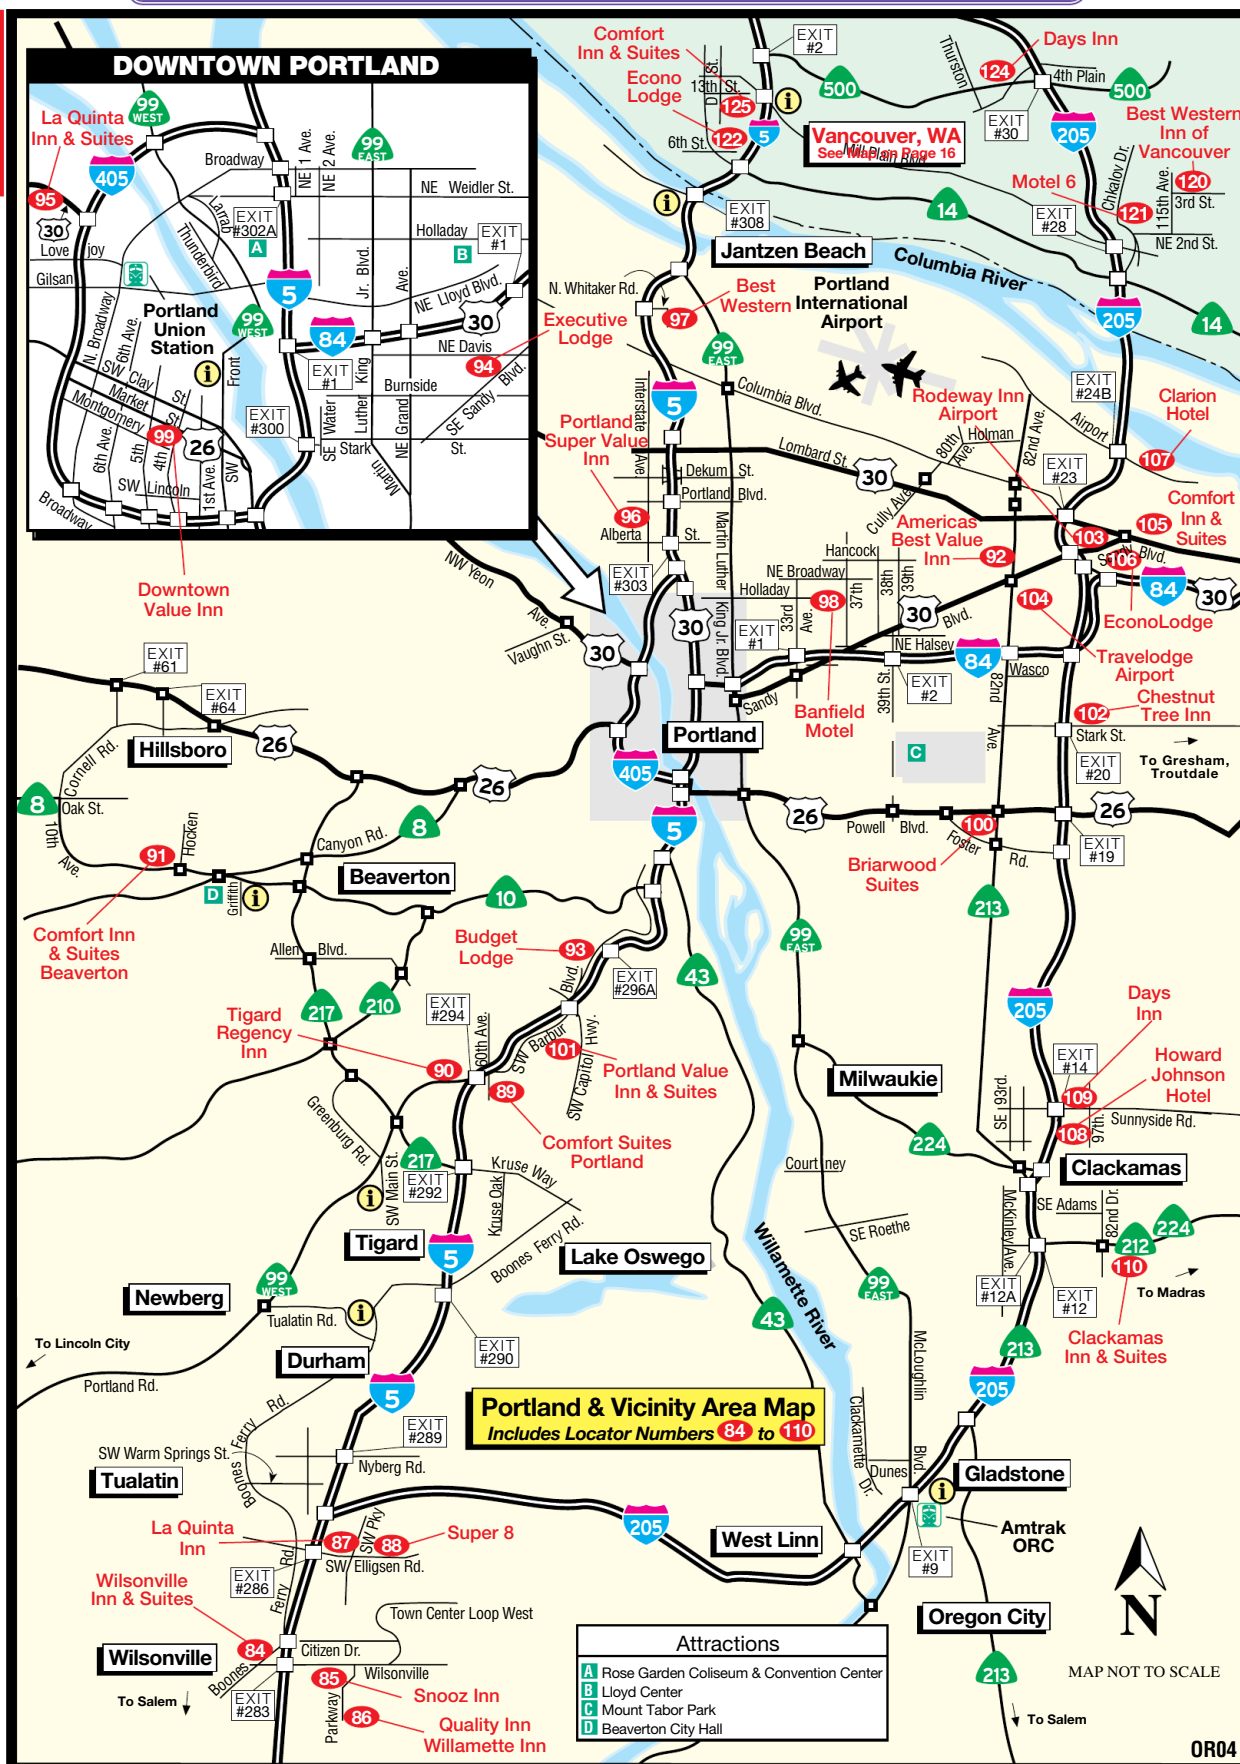 DOWNTOWN PORTLAND
99
WEST
La Quinta
Inn & Suites
405
Broadway
NE 1 Ave.
NE 2 Ave.
99
EAST
NE Weidler St.
95
30
Larrab
EXIT
#302A
A
Holladay
B
EXIT
#1
Love joy
Thunderbird
Gilsan
5
Jr. Blvd.
Ave.
NE Lloyd Blvd.
30
Portland
Union
Station
N. Broadway
6th Ave.
99
WEST
84
Front
SW Clay St.
Market St.
Montgomery
EXIT
#1
NE Davis
94
Burnside
SE Sandy Blvd.
King
Luther
Martin
NE Grand
SE Water
EXIT
#300
Stark St.
99
26
6th Ave.
5th
4th
1st Ave.
SW
SW Lincoln
Broadway
Downtown
Value Inn
Comfort
Inn & Suites
Econo
Lodge
D St.
13th St.
125
122
6th St.
5
EXIT
#2
500
Thurston
Days Inn
124
4th Plain
500
EXIT
#30
205
Vancouver, WA
See Map on Page 16
Mill Plain Blvd.
Best Western
Inn of
Vancouver
120
3rd St.
Chkalov Dr.
115th Ave.
Motel 6
121
EXIT
#28
NE 2nd St.
14
EXIT
#308
Jantzen Beach
Columbia River
205
14
N. Whitaker Rd.
Best
Western
97
Executive
Lodge
Portland
International
Airport
99
EAST
Interstate Ave.
5
Columbia Blvd.
Rodeway Inn
Airport
EXIT
#24B
Airport
Clarion
Hotel
107
Portland
Super Value
Inn
96
Lombard St.
30
80th Ave.
Holman
82nd Ave.
EXIT
#23
Dekum St.
Portland Blvd.
Cully Ave.
Alberta St.
Americas
Best Value
Inn
92
Comfort
Inn &
Suites
105
103
106
Sandy Blvd.
EXIT
#303
Martin Luther King Jr. Blvd.
Hancock
NE Broadway
Holladay
33rd Ave.
37th
38th
39th
98
30
Blvd.
104
84
30
EconoLodge
NW Yeon Ave.
Vaughn St.
30
30
EXIT
#1
NE Halsey
84
Wasco
Travelodge
Airport
Sandy
39th St.
EXIT
#2
82nd Ave.
Banfield
Motel
102
Chestnut
Tree Inn
Stark St.
EXIT
#20
To Gresham,
Troutdale
EXIT
#61
EXIT
#64
Hillsboro
26
Cornell Rd.
8
Oak St.
10th Ave.
Portland
405
26
C
5
26
Powell Blvd.
100
Foster Rd.
26
EXIT
#19
Briarwood
Suites
Canyon Rd.
8
Hocken
91
D
Griffith
Beaverton
10
213
Comfort Inn
& Suites
Beaverton
Allen Blvd.
Budget
Lodge
93
EXIT
#296A
43
99
EAST
217
210
EXIT
#294
Blvd.
205
Tigard
Regency
Inn
90
60th Ave.
SW Barbur
101
SW Capitol Hwy.
Portland Value
Inn & Suites
89
Comfort Suites
Portland
Milwaukie
Days
Inn
EXIT
#14
Howard
Johnson
Hotel
SE 93rd.
109
108
97th.
Sunnyside Rd.
Greenburg Rd.
SW Main St.
217
EXIT
#292
Kruse Way
Kruse Oak
Courtney
224
Clackamas
Tigard
5
Boones Ferry Rd.
Lake Oswego
SE Roethe
McKinley Ave.
SE Adams
82nd Dr.
212
224
110
To Madras
EXIT
#12A
EXIT
#12
Newberg
99
WEST
Tualatin Rd.
Willamette River
43
99
EAST
213
Clackamas
Inn & Suites
To Lincoln City
Portland Rd.
Durham
EXIT
#290
5
McLoughlin Blvd.
205
Portland & Vicinity Area Map
Includes Locator Numbers 84 to 110
Boones Ferry Rd.
SW Warm Springs St.
EXIT
#289
Nyberg Rd.
Tualatin
Clackamette Dr.
Dunes
Gladstone
La Quinta
Inn
87
SW Pky
88
Super 8
205
West Linn
Amtrak
ORC
EXIT
#9
SW Elligsen Rd.
EXIT
#286
Wilsonville
Inn & Suites
Ferry Rd.
Town Center Loop West
84
Citizen Dr.
Wilsonville
Boones
Wilsonville
85
Snooz Inn
Parkway
86
Quality Inn
Willamette Inn
EXIT
#283
To Salem
Attractions
A Rose Garden Coliseum & Convention Center
B Lloyd Center
C Mount Tabor Park
D Beaverton City Hall
Oregon City
213
N
MAP NOT TO SCALE
To Salem
OR04